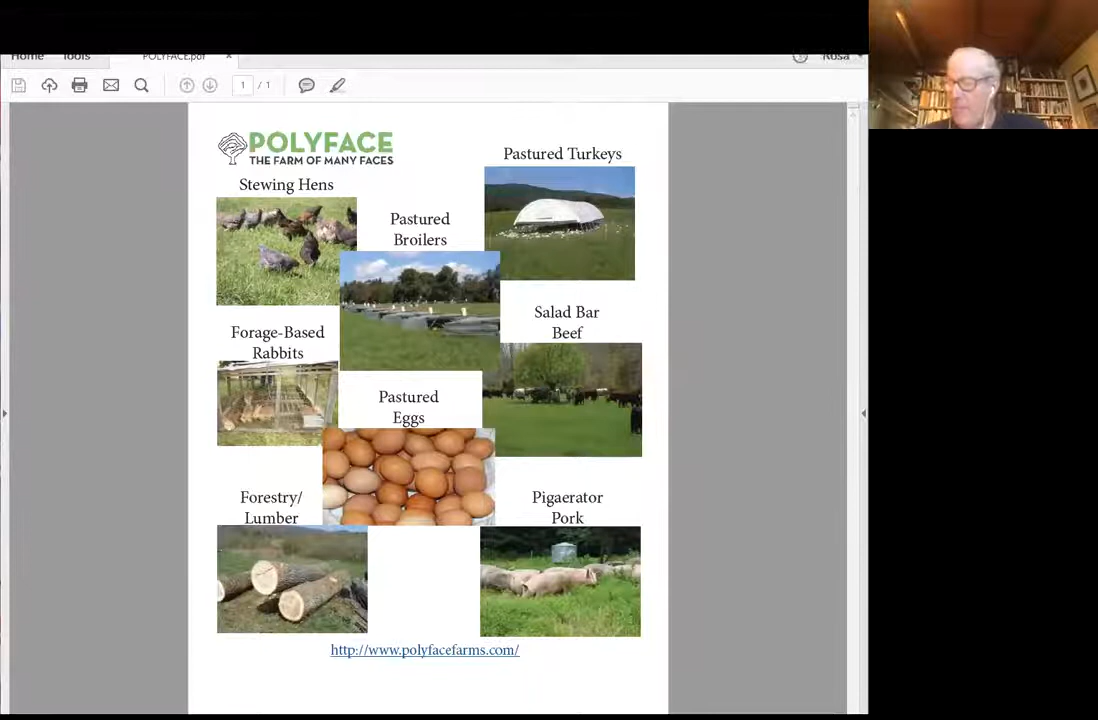 Home Tools POLYFACE.pdf × Rosa
1 / 1
POLYFACE
THE FARM OF MANY FACES
Pastured Turkeys
Stewing Hens
Pastured
Broilers
Salad Bar
Beef
Forage-Based
Rabbits
Pastured
Eggs
Forestry/
Lumber
Pigaerator
Pork
http://www.polyfacefarms.com/